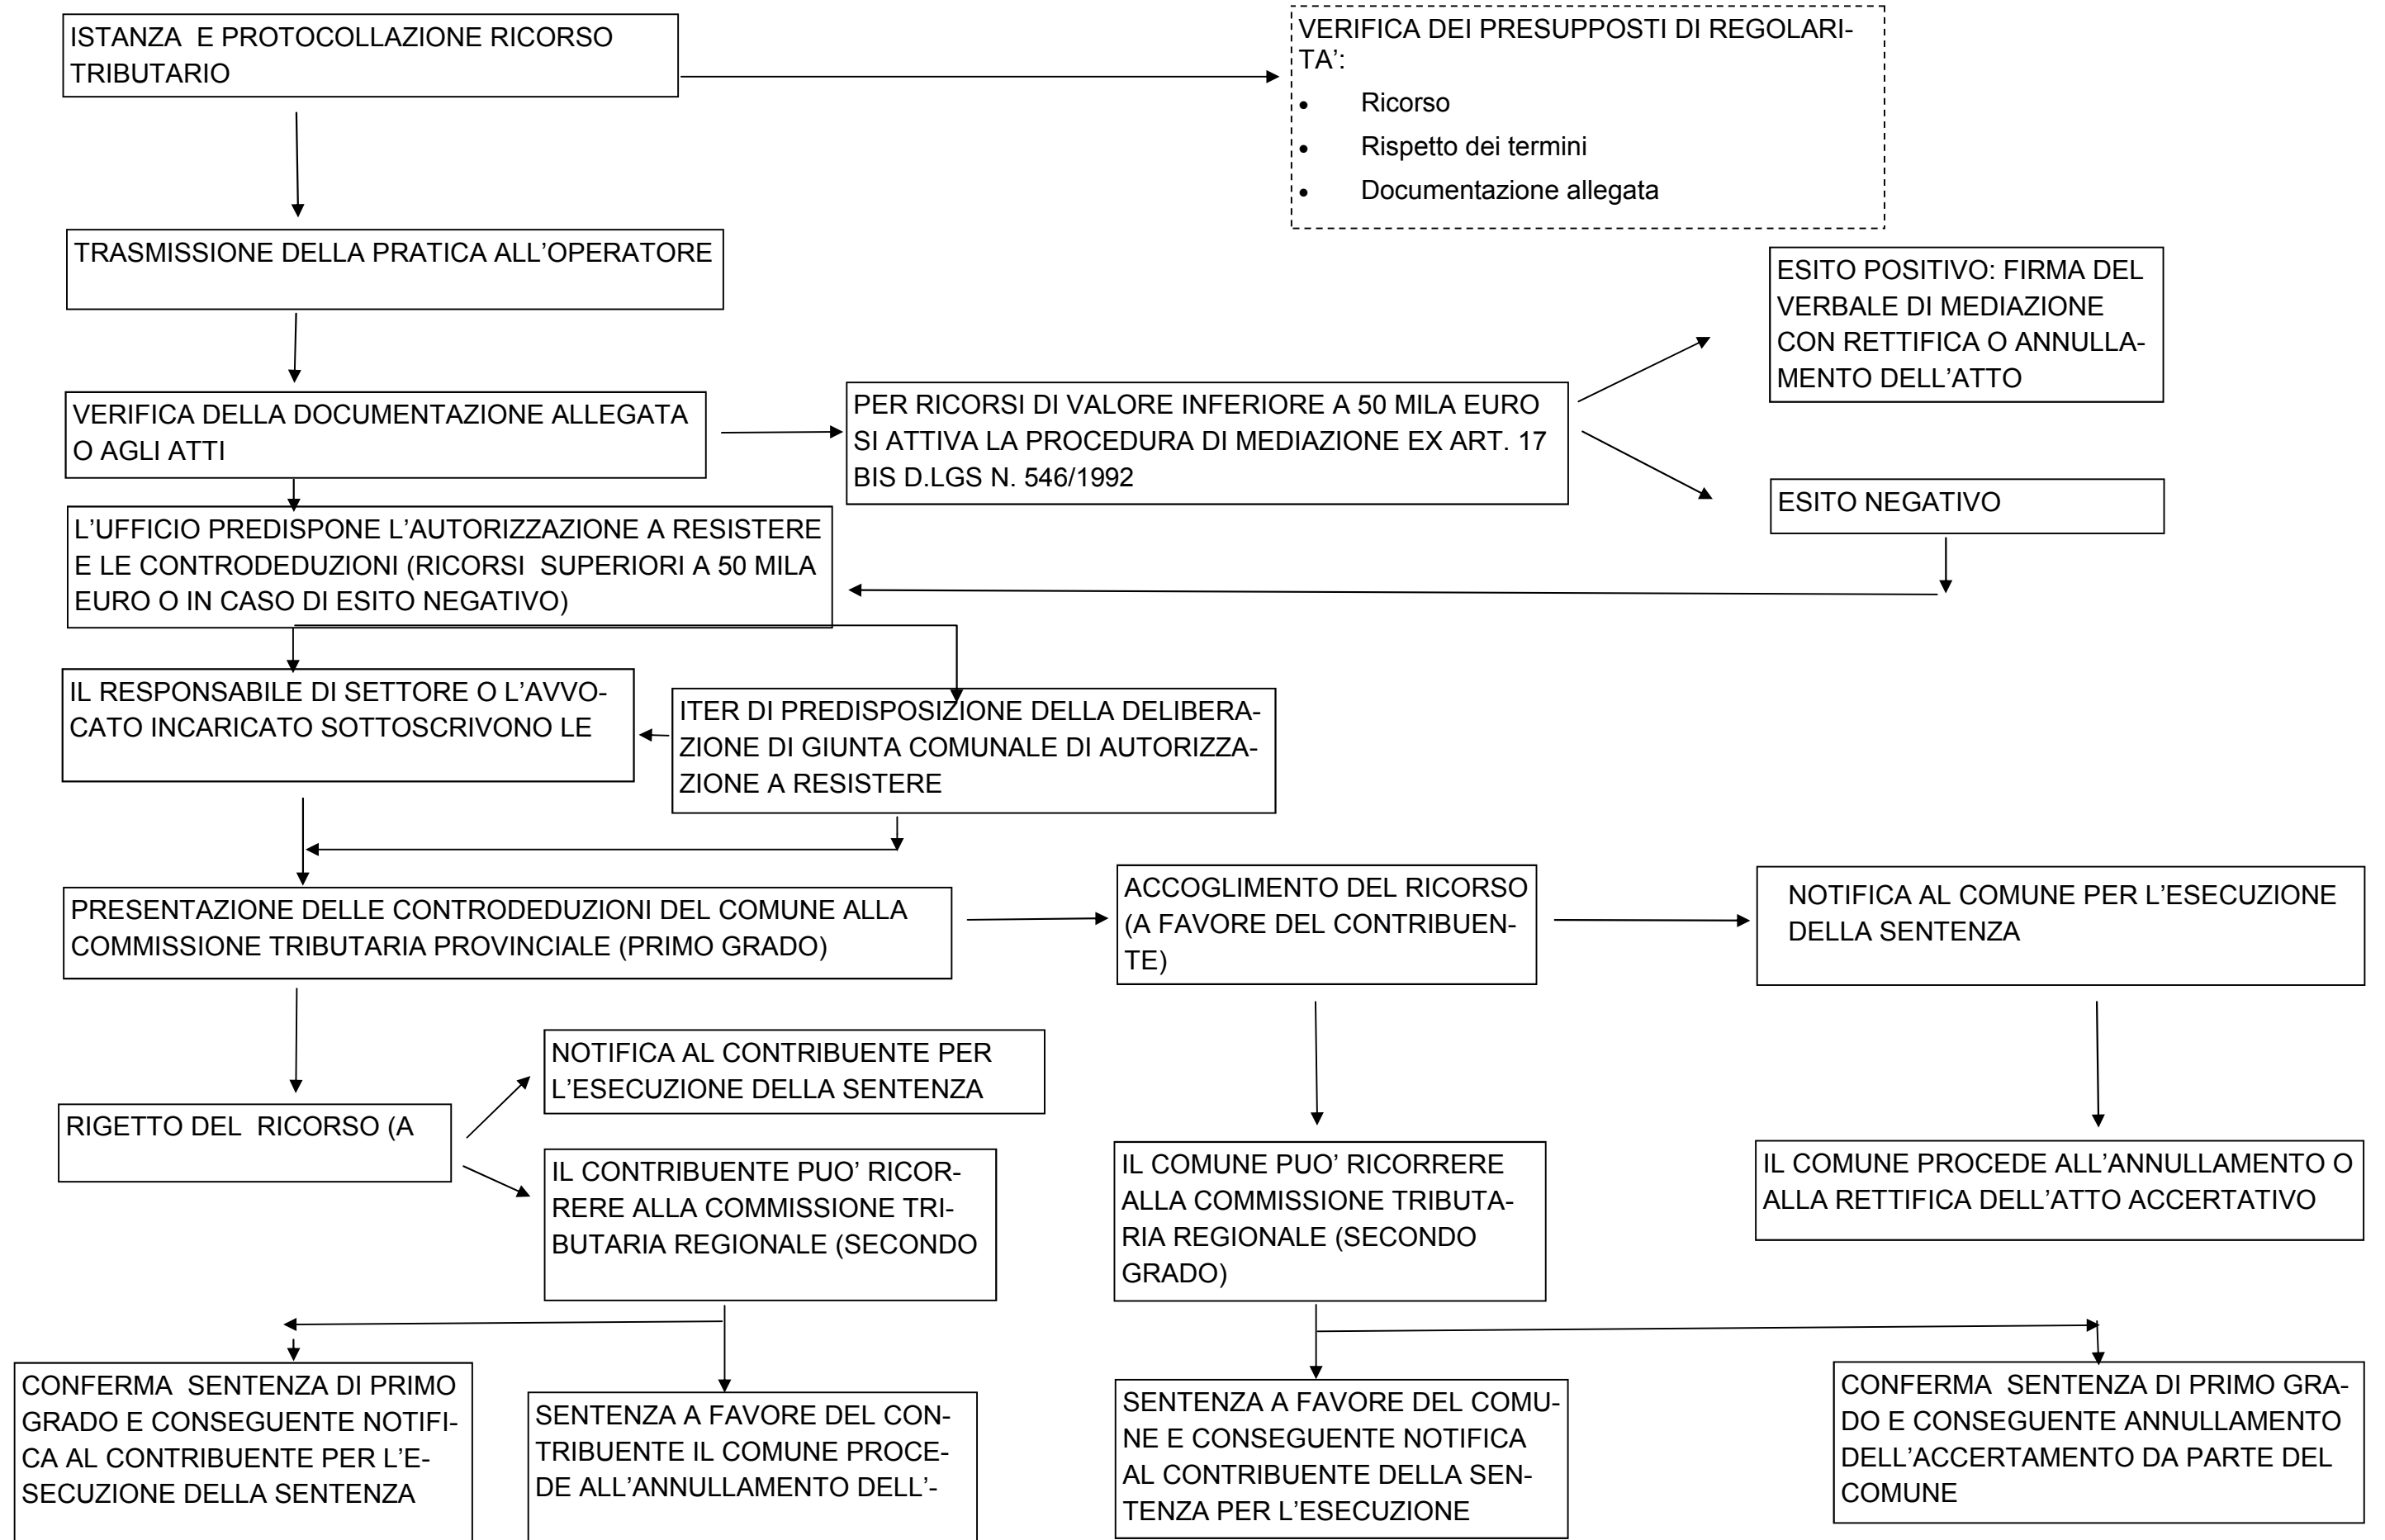 ISTANZA  E PROTOCOLLAZIONE RICORSO
TRIBUTARIO
VERIFICA DEI PRESUPPOSTI DI REGOLARI-
TA’:
• Ricorso
• Rispetto dei termini
• Documentazione allegata
TRASMISSIONE DELLA PRATICA ALL’OPERATORE
ESITO POSITIVO: FIRMA DEL
VERBALE DI MEDIAZIONE
CON RETTIFICA O ANNULLA-
MENTO DELL’ATTO
VERIFICA DELLA DOCUMENTAZIONE ALLEGATA
O AGLI ATTI
PER RICORSI DI VALORE INFERIORE A 50 MILA EURO
SI ATTIVA LA PROCEDURA DI MEDIAZIONE EX ART. 17
BIS D.LGS N. 546/1992
ESITO NEGATIVO
L’UFFICIO PREDISPONE L’AUTORIZZAZIONE A RESISTERE
E LE CONTRODEDUZIONI (RICORSI  SUPERIORI A 50 MILA
EURO O IN CASO DI ESITO NEGATIVO)
IL RESPONSABILE DI SETTORE O L’AVVO-
CATO INCARICATO SOTTOSCRIVONO LE
ITER DI PREDISPOSIZIONE DELLA DELIBERA-
ZIONE DI GIUNTA COMUNALE DI AUTORIZZA-
ZIONE A RESISTERE
PRESENTAZIONE DELLE CONTRODEDUZIONI DEL COMUNE ALLA
COMMISSIONE TRIBUTARIA PROVINCIALE (PRIMO GRADO)
ACCOGLIMENTO DEL RICORSO
(A FAVORE DEL CONTRIBUEN-
TE)
NOTIFICA AL COMUNE PER L’ESECUZIONE
DELLA SENTENZA
NOTIFICA AL CONTRIBUENTE PER
L’ESECUZIONE DELLA SENTENZA
RIGETTO DEL  RICORSO (A
IL CONTRIBUENTE PUO’ RICOR-
RERE ALLA COMMISSIONE TRI-
BUTARIA REGIONALE (SECONDO
IL COMUNE PUO’ RICORRERE
ALLA COMMISSIONE TRIBUTA-
RIA REGIONALE (SECONDO
GRADO)
IL COMUNE PROCEDE ALL’ANNULLAMENTO O
ALLA RETTIFICA DELL’ATTO ACCERTATIVO
CONFERMA  SENTENZA DI PRIMO
GRADO E CONSEGUENTE NOTIFI-
CA AL CONTRIBUENTE PER L’E-
SECUZIONE DELLA SENTENZA
SENTENZA A FAVORE DEL CON-
TRIBUENTE IL COMUNE PROCE-
DE ALL’ANNULLAMENTO DELL’-
SENTENZA A FAVORE DEL COMU-
NE E CONSEGUENTE NOTIFICA
AL CONTRIBUENTE DELLA SEN-
TENZA PER L’ESECUZIONE
CONFERMA  SENTENZA DI PRIMO GRA-
DO E CONSEGUENTE ANNULLAMENTO
DELL’ACCERTAMENTO DA PARTE DEL
COMUNE